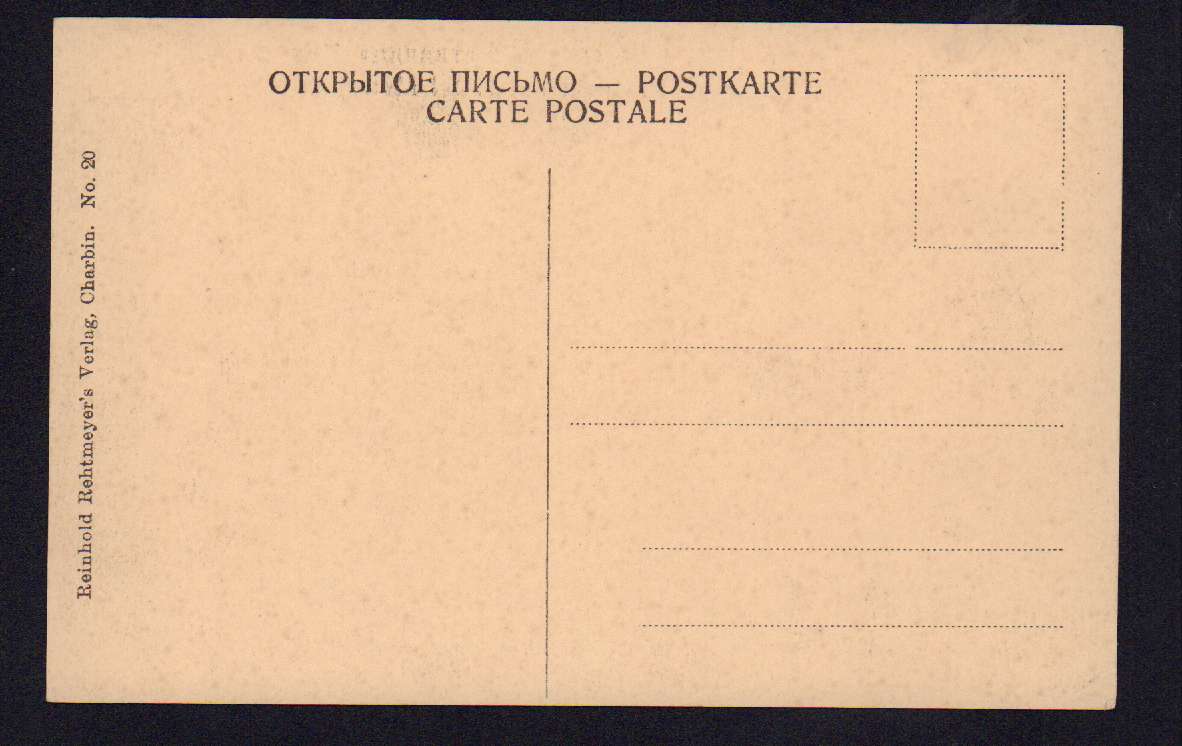 ОТКРЫТОЕ ПИСЬМО — POSTKARTE
CARTE POSTALE
Reinhold Rehtmeyer's Verlag, Charbin. No. 20